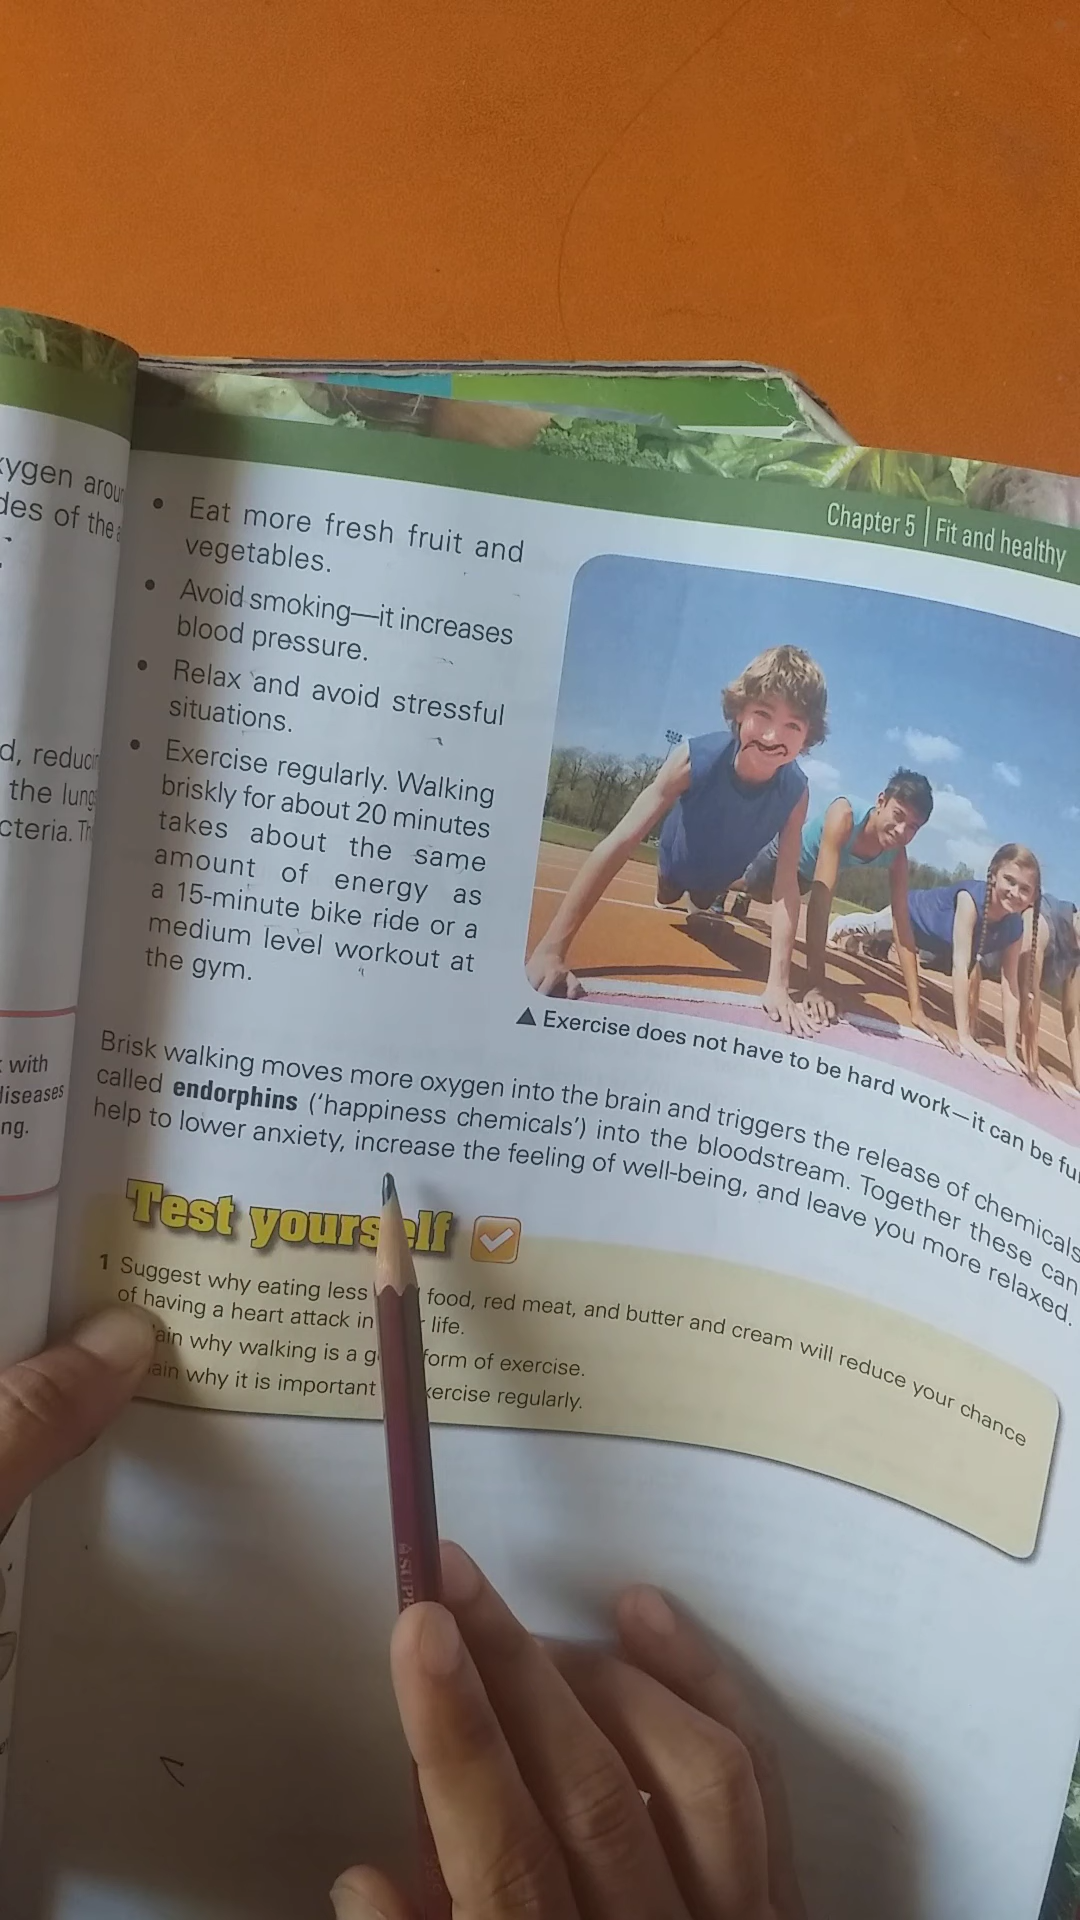 ygen arou
des of the
d, reduci
the lung
cteria. Th
with
diseases
ng.
Chapter 5 | Fit and healthy
• Eat more fresh fruit and
vegetables.
• Avoid smoking—it increases
blood pressure.
• Relax and avoid stressful
situations.
• Exercise regularly. Walking
briskly for about 20 minutes
takes about the same
amount of energy as
a 15-minute bike ride or a
medium level workout at
the gym.
▲ Exercise does not have to be hard work—it can be fu
Brisk walking moves more oxygen into the brain and triggers the release of chemicals
called endorphins ('happiness chemicals') into the bloodstream. Together these can
help to lower anxiety, increase the feeling of well-being, and leave you more relaxed.
Test yourself
1 Suggest why eating less food, red meat, and butter and cream will reduce your chance
of having a heart attack in life.
ain why walking is a g form of exercise.
ain why it is important xercise regularly.